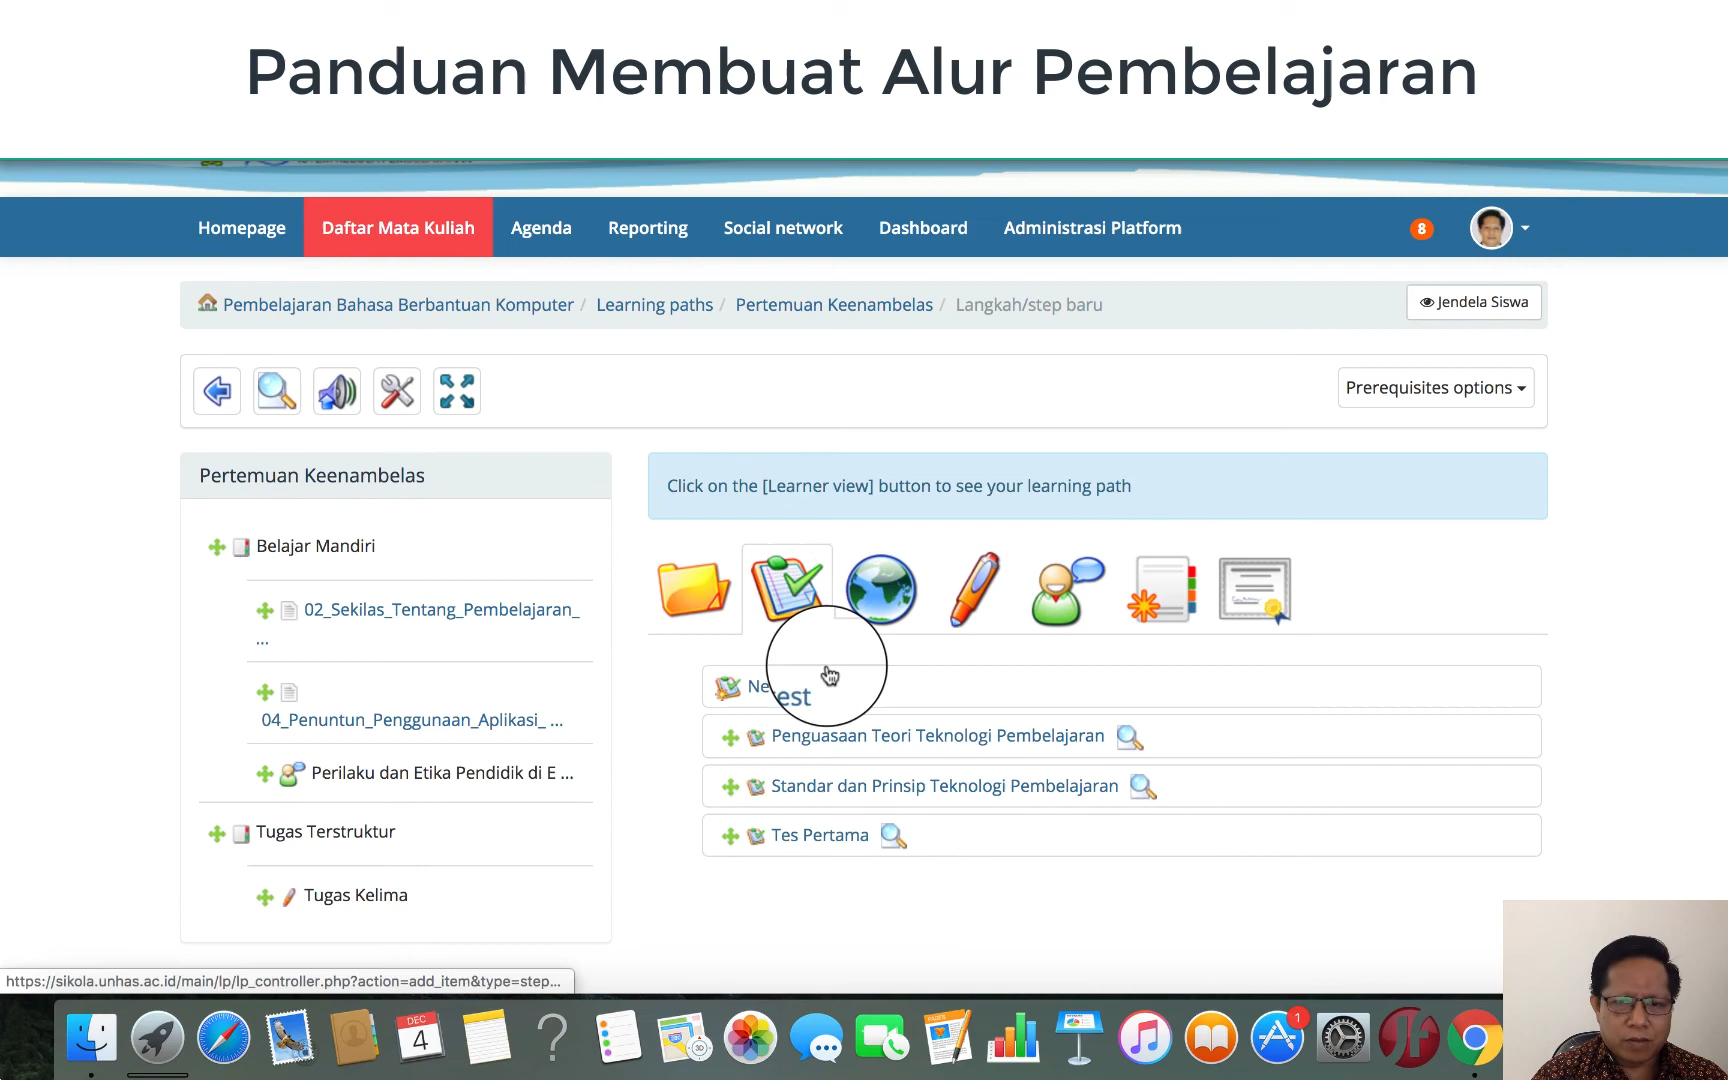 Panduan Membuat Alur Pembelajaran
Homepage Daftar Mata Kuliah Agenda Reporting Social network Dashboard Administrasi Platform 8
Pembelajaran Bahasa Berbantuan Komputer / Learning paths / Pertemuan Keenambelas / Langkah/step baru Jendela Siswa
Prerequisites options
Pertemuan Keenambelas
Belajar Mandiri
02_Sekilas_Tentang_Pembelajaran_
...
04_Penuntun_Penggunaan_Aplikasi_ ...
Perilaku dan Etika Pendidik di E ...
Tugas Terstruktur
Tugas Kelima
Click on the [Learner view] button to see your learning path
Ne est
Penguasaan Teori Teknologi Pembelajaran
Standar dan Prinsip Teknologi Pembelajaran
Tes Pertama
https://sikola.unhas.ac.id/main/lp/lp_controller.php?action=add_item&type=step...
DEC
4
3D
PAGES
1